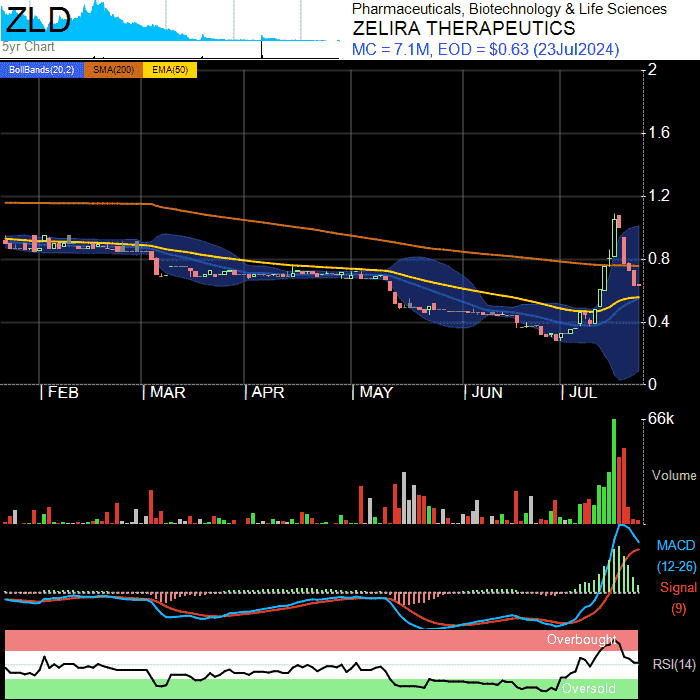 ZLD
5yr Chart
Pharmaceuticals, Biotechnology & Life Sciences
ZELIRA THERAPEUTICS
MC = 7.1M, EOD = $0.63 (23Jul2024)
BollBands(20,2) SMA(200) EMA(50)
2
1.6
1.2
0.8
0.4
0
FEB MAR APR MAY JUN JUL
66k
Volume
MACD
(12-26)
Signal
(9)
Overbought
RSI(14)
Oversold